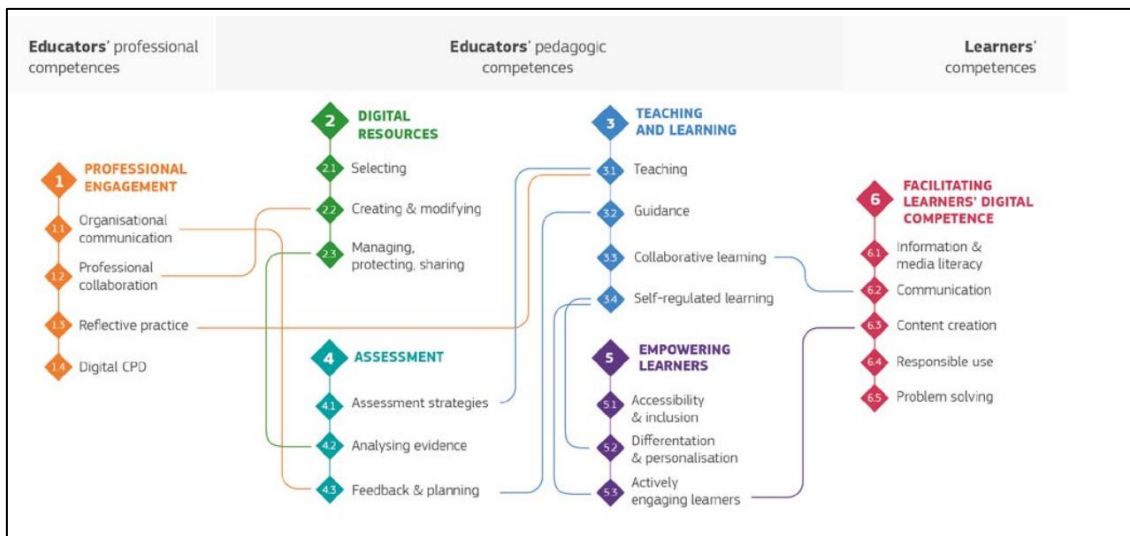 Educators' professional
competences
Educators' pedagogic
competences
Learners'
competences
1
PROFESSIONAL
ENGAGEMENT
1.1
Organisational
communication
1.2
Professional
collaboration
1.3
Reflective practice
1.4
Digital CPD
2
DIGITAL
RESOURCES
2.1
Selecting
2.2
Creating & modifying
2.3
Managing,
protecting, sharing
3
TEACHING
AND LEARNING
3.1
Teaching
3.2
Guidance
3.3
Collaborative learning
3.4
Self-regulated learning
4
ASSESSMENT
4.1
Assessment strategies
4.2
Analysing evidence
4.3
Feedback & planning
5
EMPOWERING
LEARNERS
5.1
Accessibility
& inclusion
5.2
Differentation
& personalisation
5.3
Actively
engaging learners
6
FACILITATING
LEARNERS' DIGITAL
COMPETENCE
6.1
Information &
media literacy
6.2
Communication
6.3
Content creation
6.4
Responsible use
6.5
Problem solving